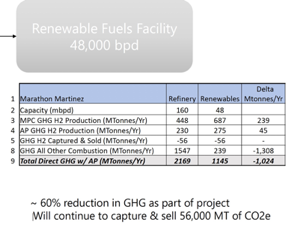 Renewable Fuels Facility
48,000 bpd
Delta
1 Marathon Martinez Refinery Renewables Mtonnes/Yr
2 Capacity (mbpd) 160 48
3 MPC GHG H2 Production (MTonnes/Yr) 448 687 239
4 AP GHG H2 Production (MTonnes/Yr) 230 275 45
5 GHG H2 Captured & Sold (MTonnes/Yr) -56 -56 -
8 GHG All Other Combustion (MTonnes/Yr) 1547 239 -1,308
9 Total Direct GHG w/ AP (MTonnes/Yr) 2169 1145 -1,024
~ 60% reduction in GHG as part of project
Will continue to capture & sell 56,000 MT of CO2e